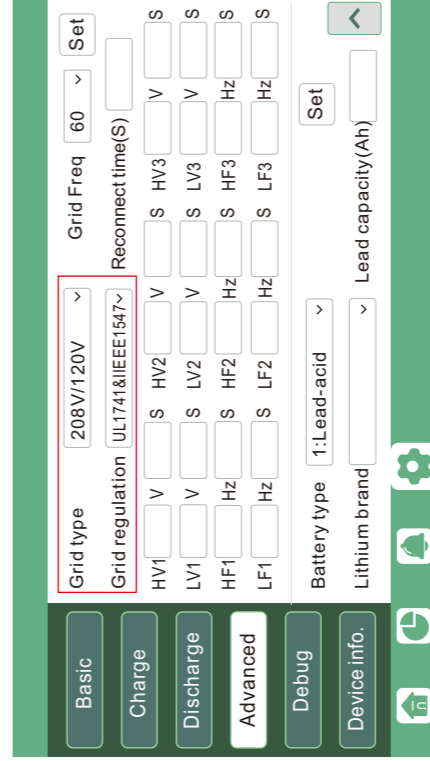 Basic
Charge
Discharge
Advanced
Debug
Device info.
Grid type 208V/120V Grid Freq 60 Set
Grid regulation UL1741&IIEEE1547 Reconnect time(S)
HV1 V S HV2 V S HV3 V S
LV1 V S LV2 V S LV3 V S
HF1 Hz S HF2 Hz S HF3 Hz S
LF1 Hz S LF2 Hz S LF3 Hz S
Battery type 1:Lead-acid Set
Lithium brand Lead capacity(Ah)